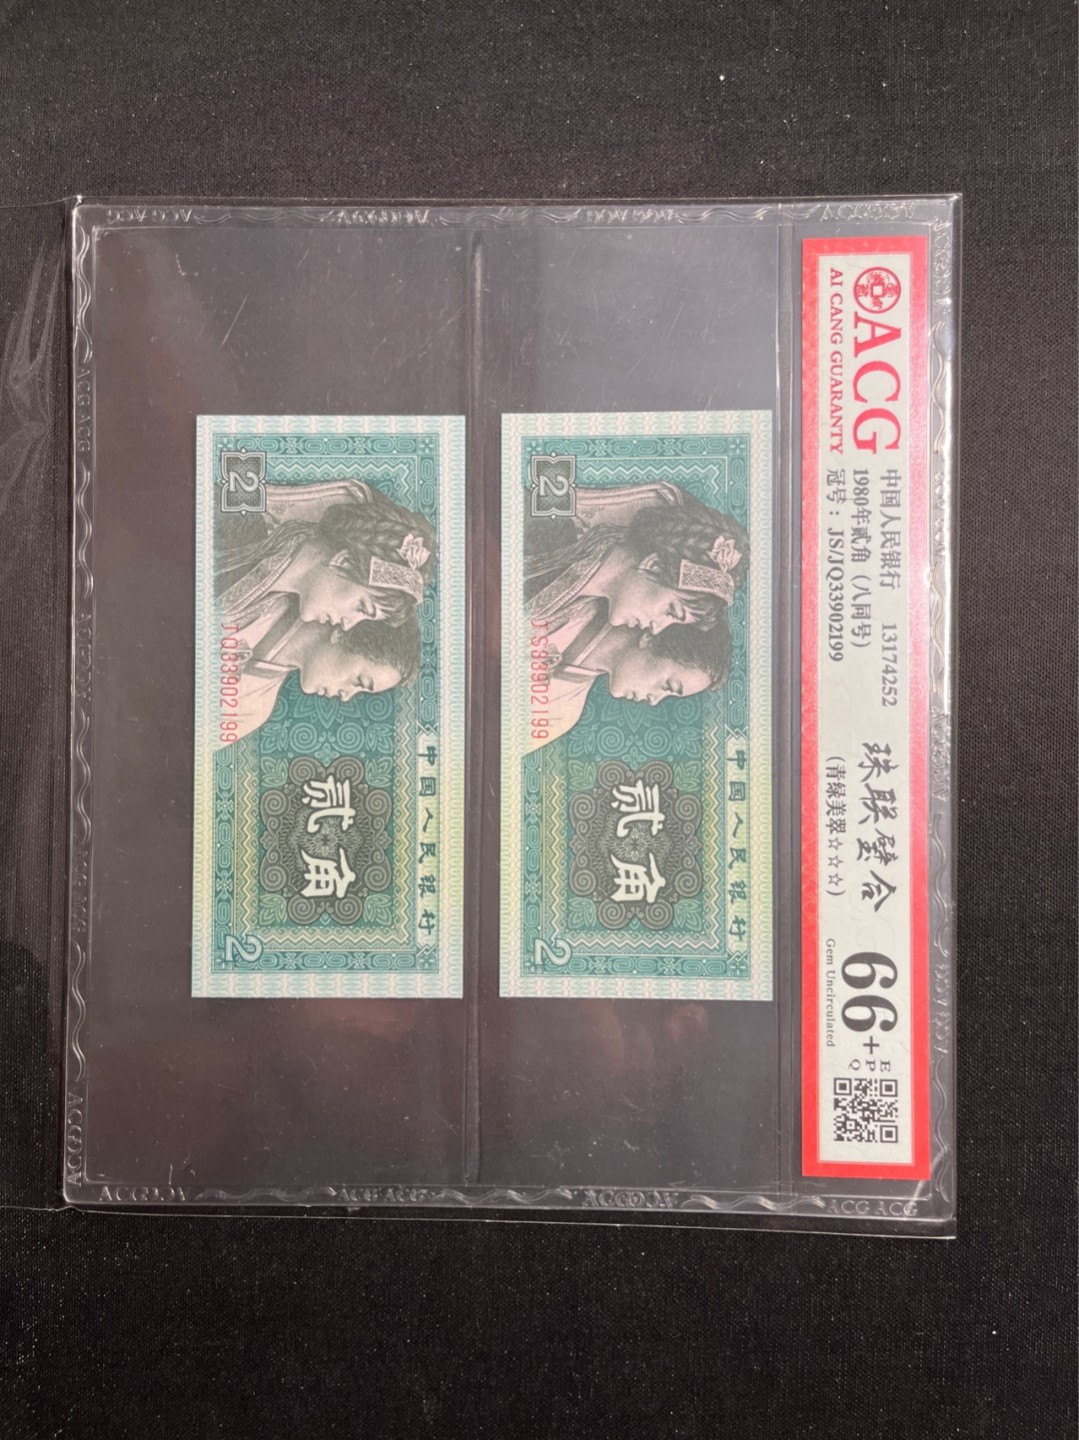 ACG
AI CANG GUARANTY
中国人民银行 13174252
1980年贰角（八同号）
冠号：JS/JQ33902199
珠联璧合
（青绿美翠☆☆☆）
66+
EPQ
Gem Uncirculated
中国人民银行
贰角
2
2
JS33902199
中国人民银行
贰角
2
2
JQ33902199